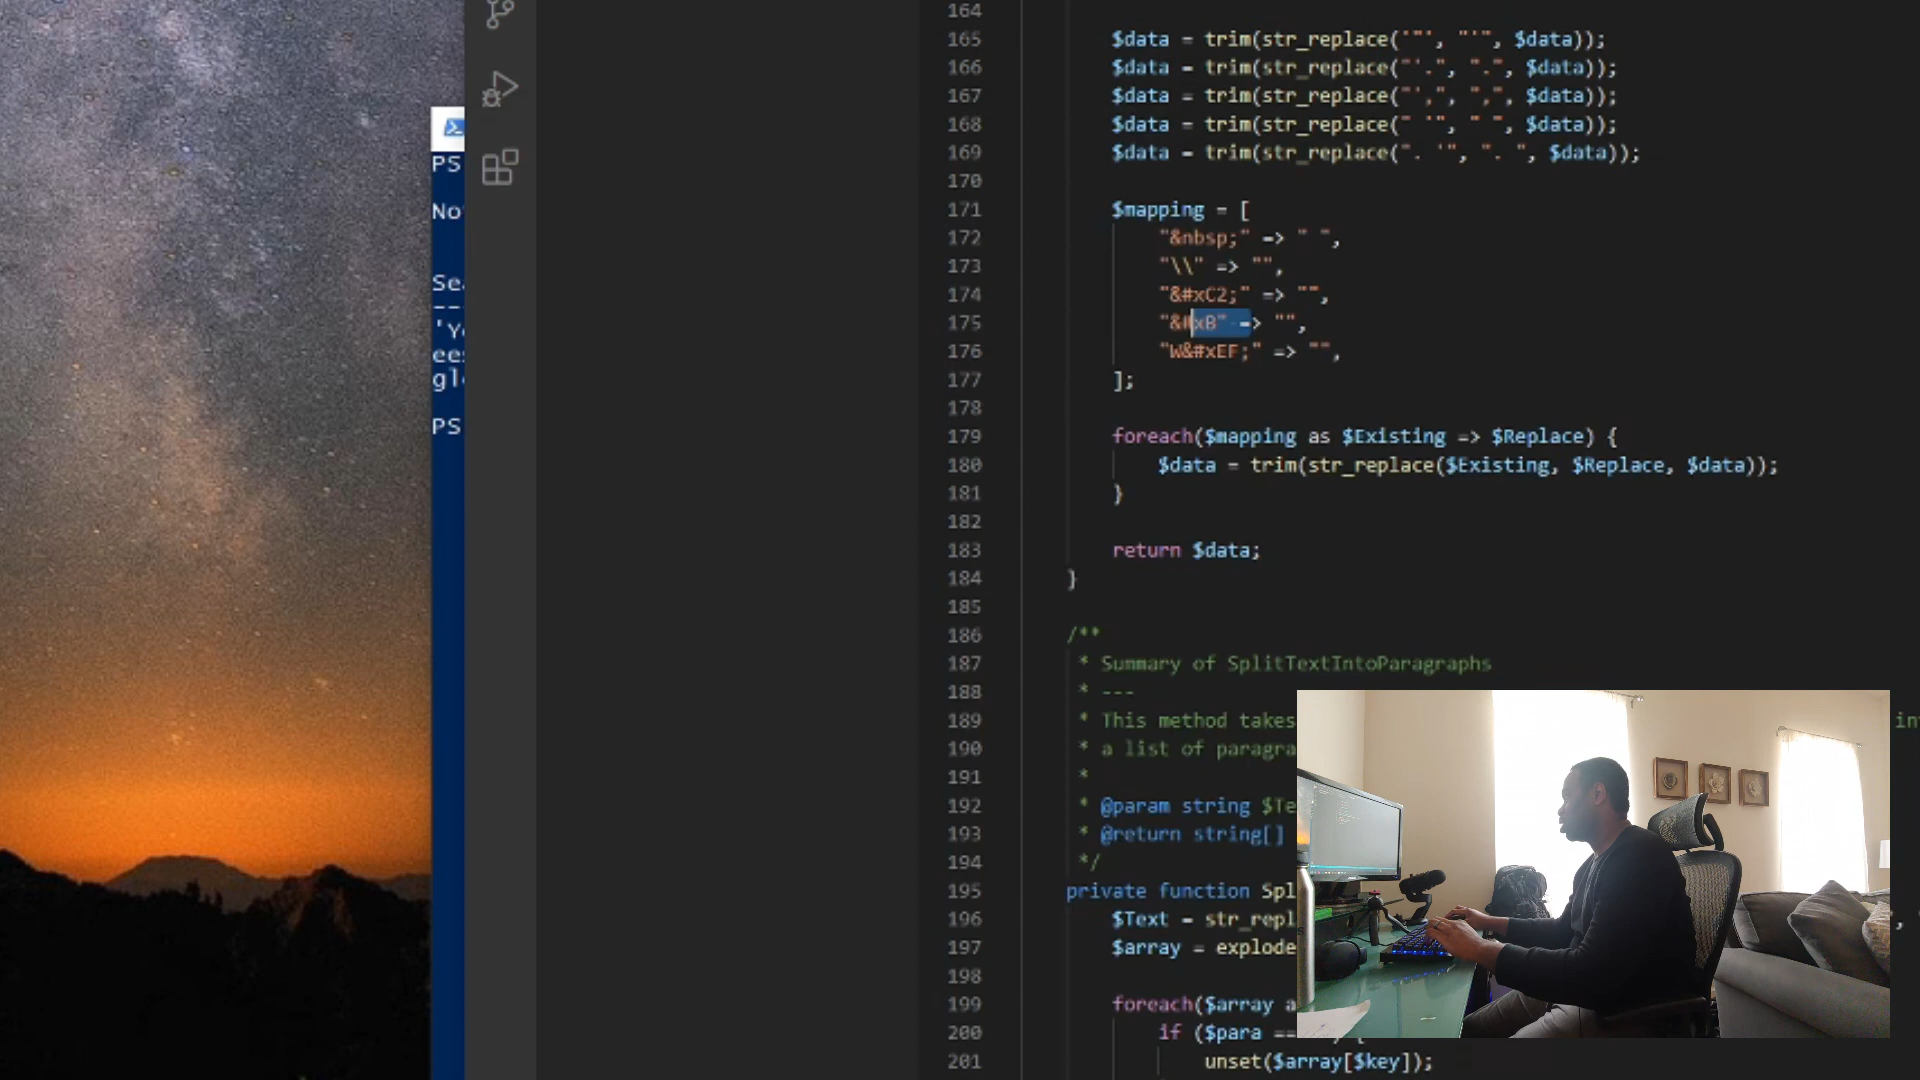 PS
No
Se
--
'Y
ee
gl
PS
164
165 $data = trim(str_replace('"', "'", $data));
166 $data = trim(str_replace("'.", ".", $data));
167 $data = trim(str_replace("',", ",", $data));
168 $data = trim(str_replace(" '", " ", $data));
169 $data = trim(str_replace(". '", ". ", $data));
170
171 $mapping = [
172 "&nbsp;" => " ",
173 "\\" => "",
174 "&#xC2;" => "",
175 "&#xB" => "",
176 "W&#xEF;" => "",
177 ];
178
179 foreach($mapping as $Existing => $Replace) {
180 $data = trim(str_replace($Existing, $Replace, $data));
181 }
182
183 return $data;
184 }
185
186 /**
187 * Summary of SplitTextIntoParagraphs
188 * ---
189 * This method takes in
190 * a list of paragra
191 *
192 * @param string $Te
193 * @return string[]
194 */
195 private function Spl
196 $Text = str_repl
197 $array = explode
198
199 foreach($array a
200 if ($para == {
201 unset($array[$key]);